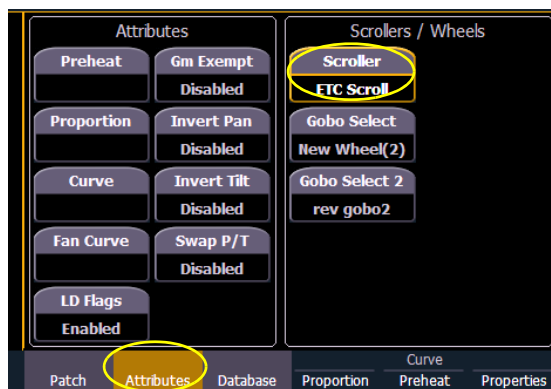 Attributes
Scrollers / Wheels
Preheat
Gm Exempt
Disabled
Scroller
ETC Scroll
Proportion
Invert Pan
Disabled
Gobo Select
New Wheel(2)
Curve
Invert Tilt
Disabled
Gobo Select 2
rev gobo2
Fan Curve
Swap P/T
Disabled
LD Flags
Enabled
Curve
Patch
Attributes
Database
Proportion
Preheat
Properties